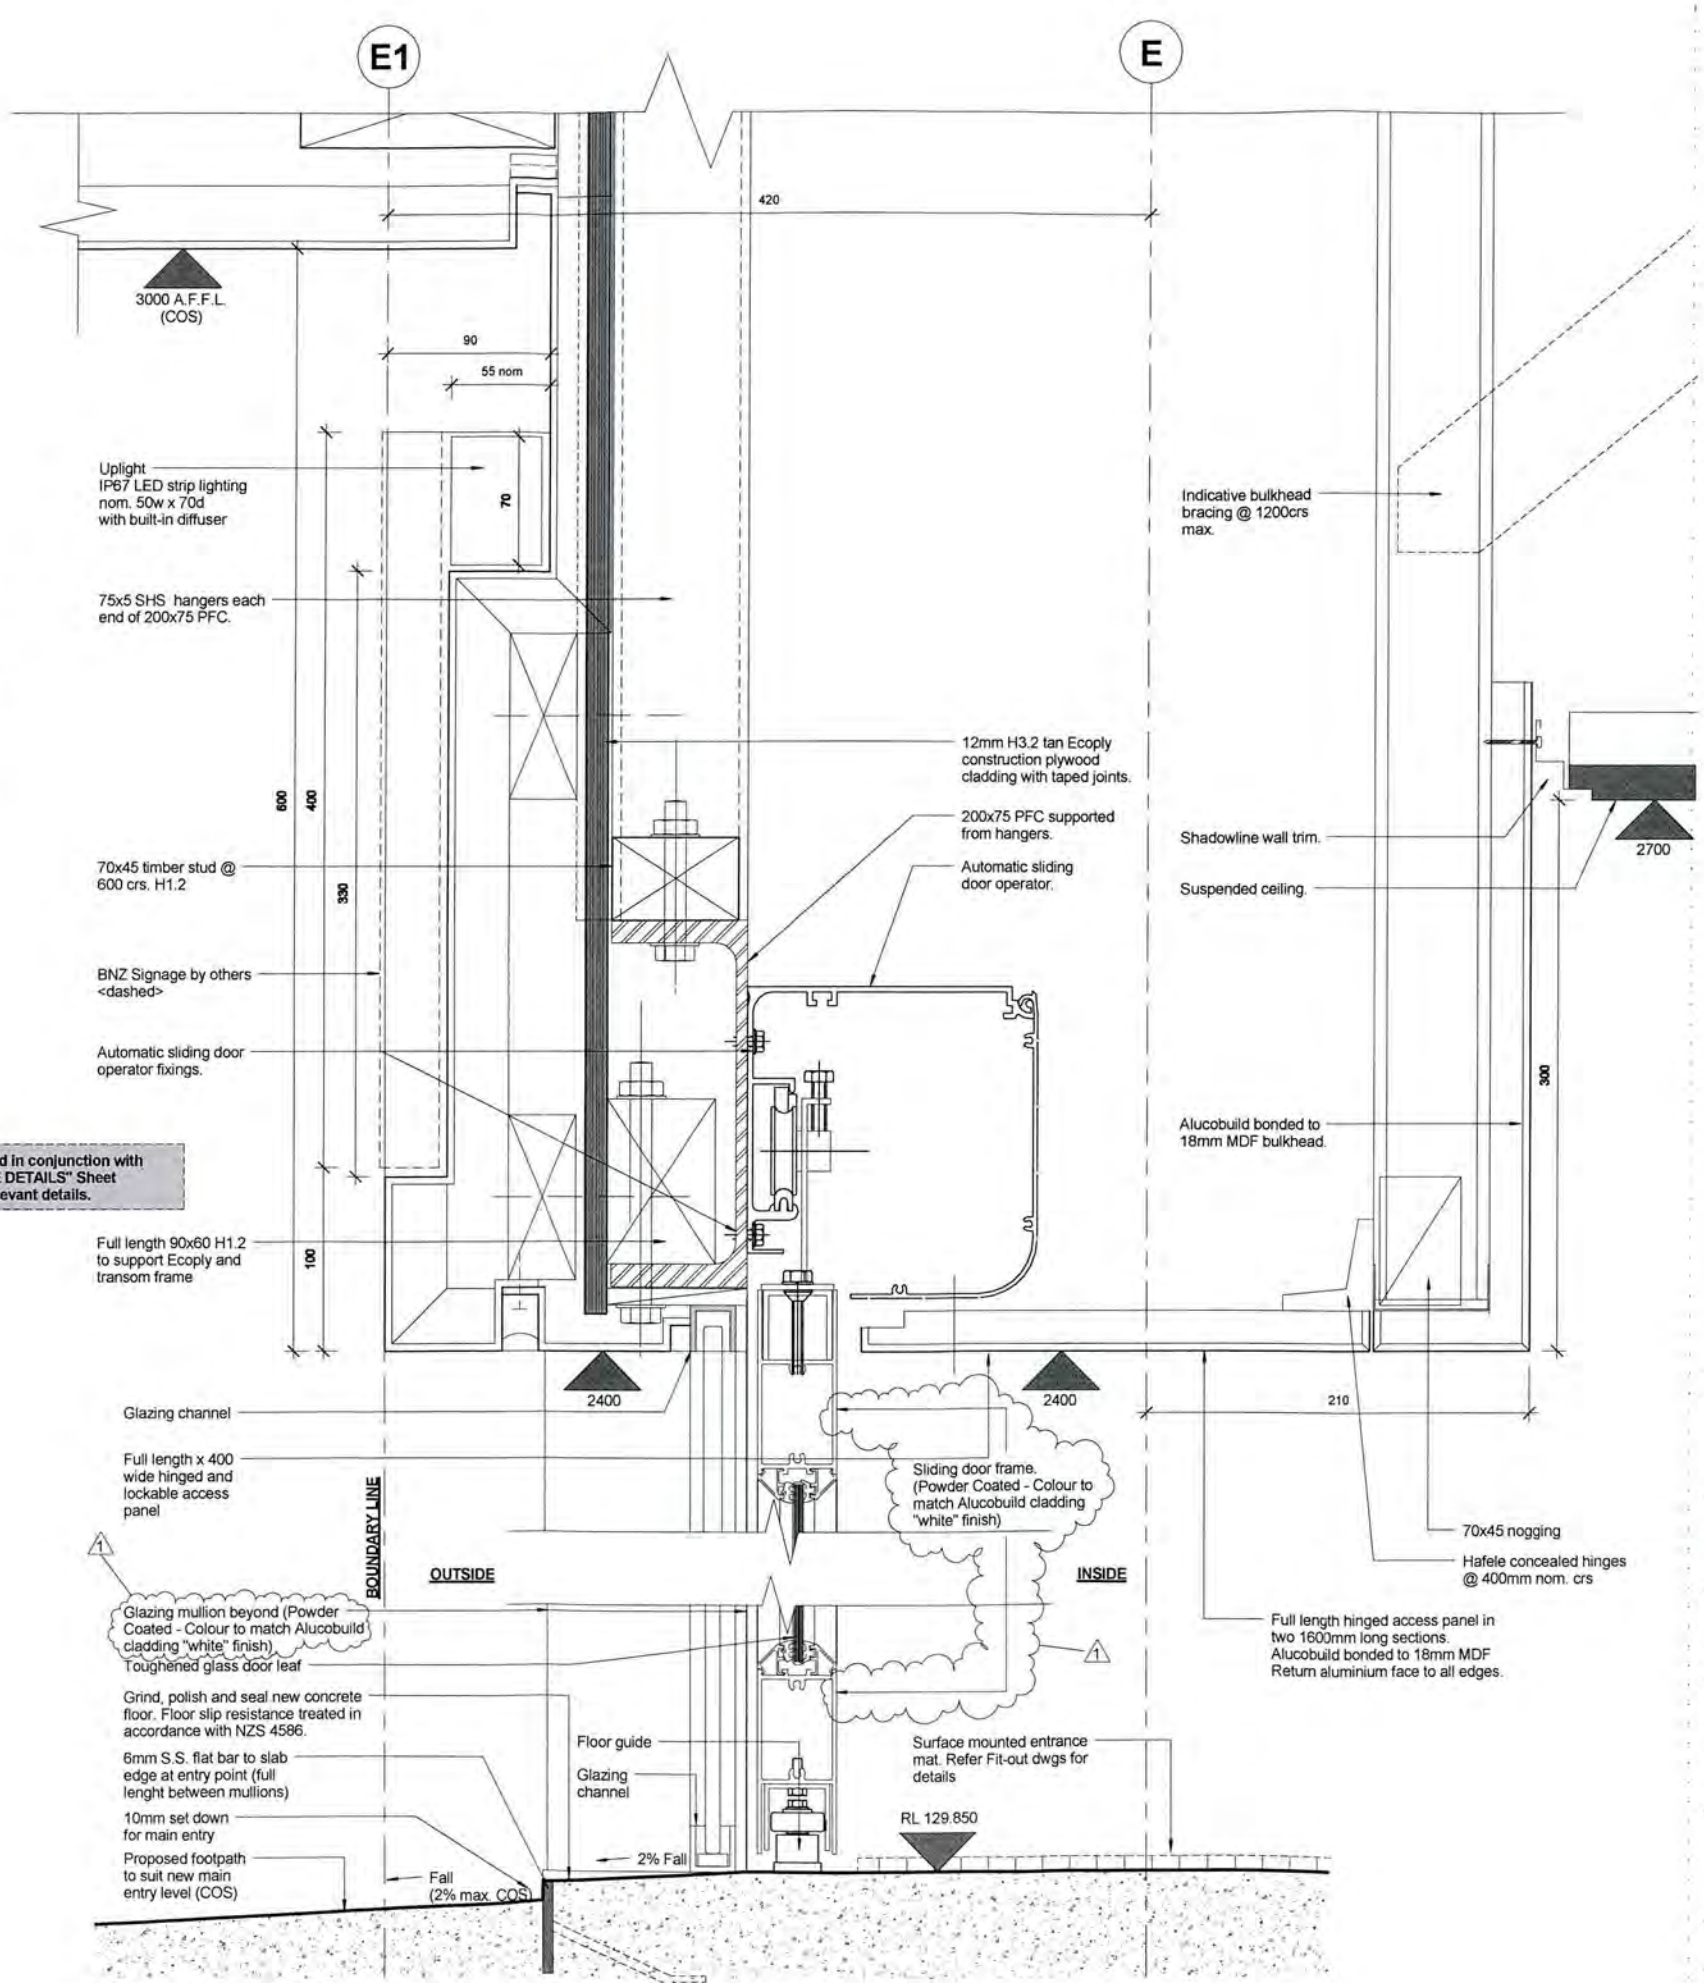 E1
E
420
3000 A.F.F.L.
(COS)
90
55 nom
Uplight
IP67 LED strip lighting
nom. 50w x 70d
with built-in diffuser
70
Indicative bulkhead
bracing @ 1200crs
max.
75x5 SHS hangers each
end of 200x75 PFC.
12mm H3.2 tan Ecoply
construction plywood
cladding with taped joints.
600
400
200x75 PFC supported
from hangers.
Shadowline wall trim.
2700
70x45 timber stud @
600 crs. H1.2
330
Automatic sliding
door operator.
Suspended ceiling.
BNZ Signage by others
<dashed>
Automatic sliding door
operator fixings.
300
Alucobuild bonded to
18mm MDF bulkhead.
d in conjunction with
DETAILS" Sheet
evant details.
Full length 90x60 H1.2
to support Ecoply and
transom frame
100
2400
2400
210
Glazing channel
Full length x 400
wide hinged and
lockable access
panel
Sliding door frame.
(Powder Coated - Colour to
match Alucobuild cladding
"white" finish)
BOUNDARY LINE
1
70x45 nogging
Hafele concealed hinges
@ 400mm nom. crs
OUTSIDE
INSIDE
Glazing mullion beyond (Powder
Coated - Colour to match Alucobuild
cladding "white" finish)
Toughened glass door leaf
Full length hinged access panel in
two 1600mm long sections.
Alucobuild bonded to 18mm MDF
Return aluminium face to all edges.
1
Grind, polish and seal new concrete
floor. Floor slip resistance treated in
accordance with NZS 4586.
Floor guide
Surface mounted entrance
mat. Refer Fit-out dwgs for
details
6mm S.S. flat bar to slab
edge at entry point (full
lenght between mullions)
Glazing
channel
10mm set down
for main entry
RL 129.850
Proposed footpath
to suit new main
entry level (COS)
2% Fall
Fall
(2% max. COS)